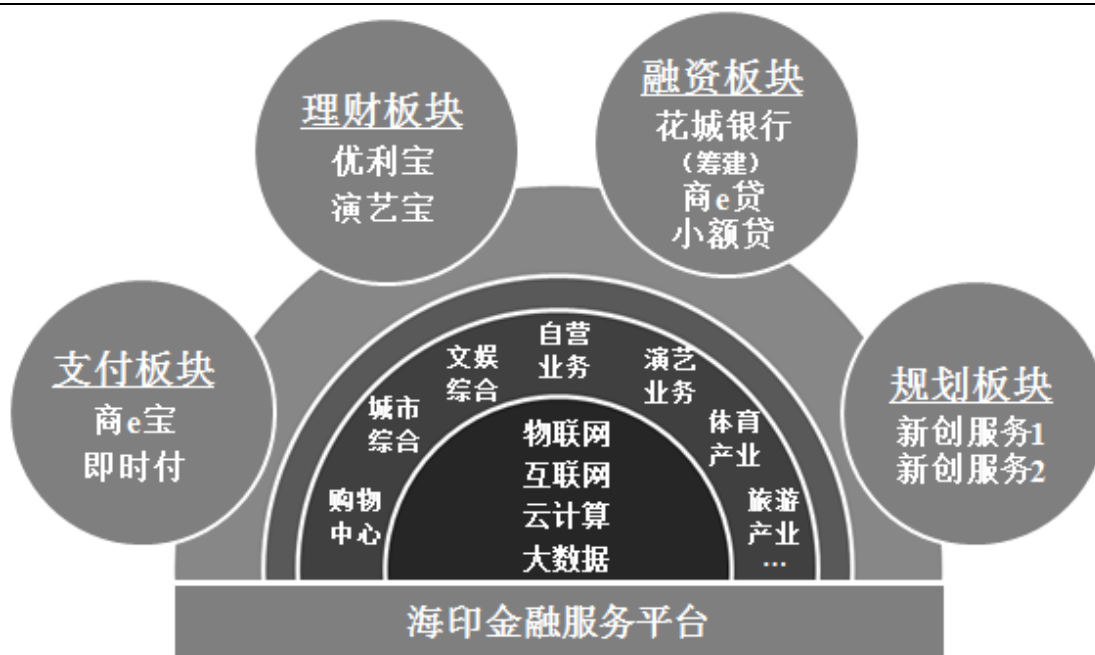 理财板块
优利宝
演艺宝
融资板块
花城银行
（筹建）
商e贷
小额贷
支付板块
商e宝
即时付
规划板块
新创服务1
新创服务2
购物
中心
城市
综合
文娱
综合
自营
业务
演艺
业务
体育
产业
旅游
产业
...
物联网
互联网
云计算
大数据
海印金融服务平台